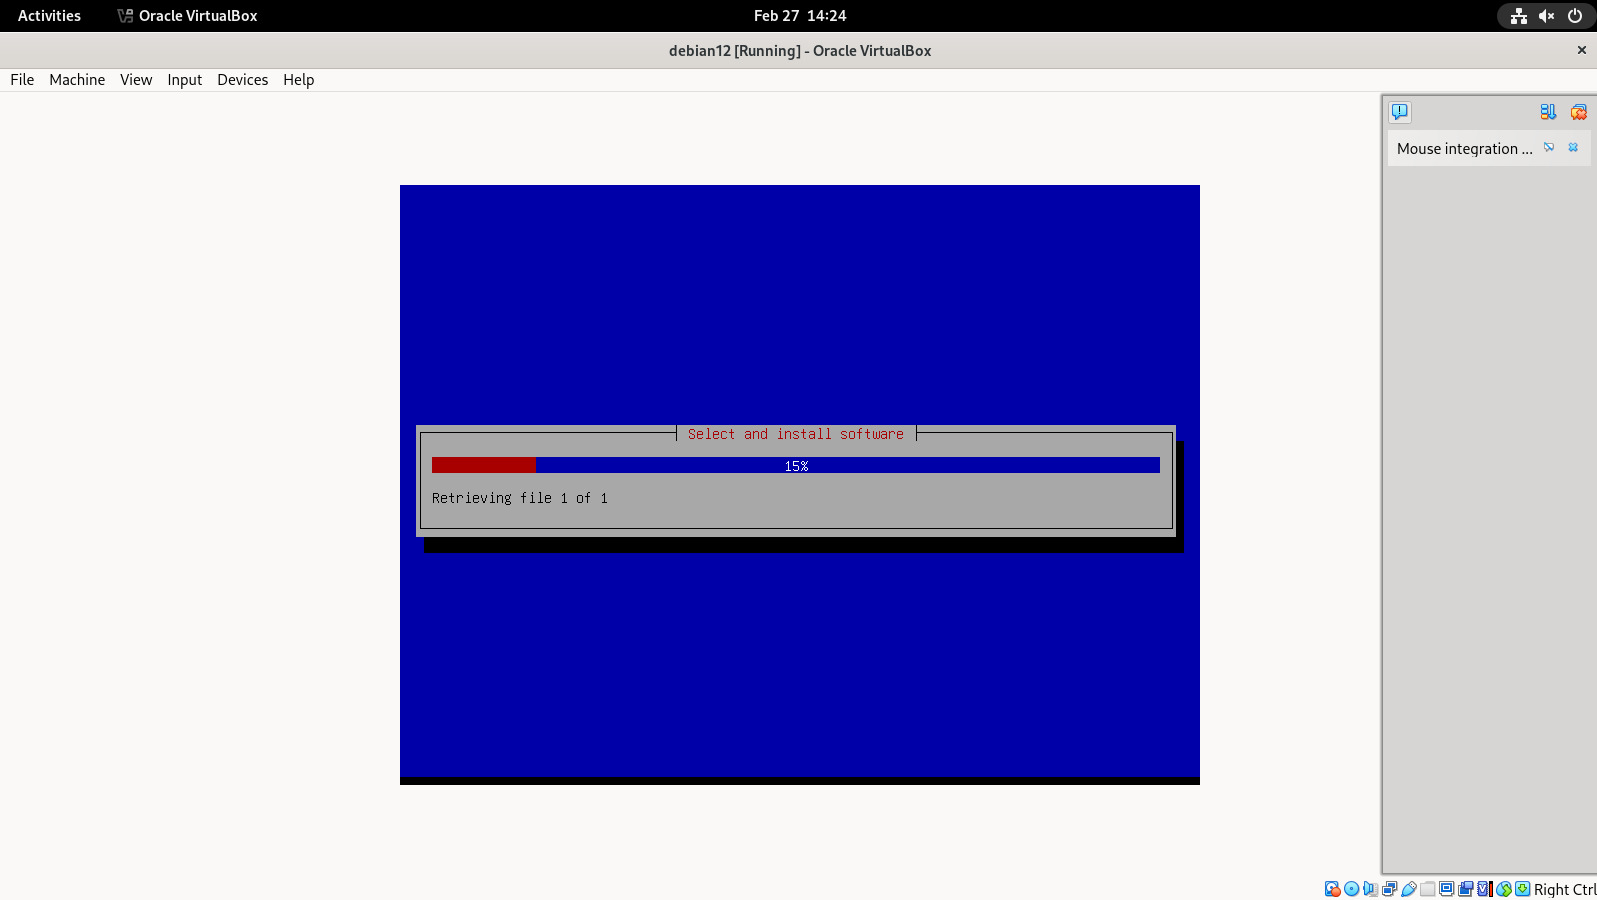 Activities
Oracle VirtualBox
Feb 27 14:24
debian12 [Running] - Oracle VirtualBox
File Machine View Input Devices Help
Mouse integration ...
Select and install software
15%
Retrieving file 1 of 1
Right Ctrl